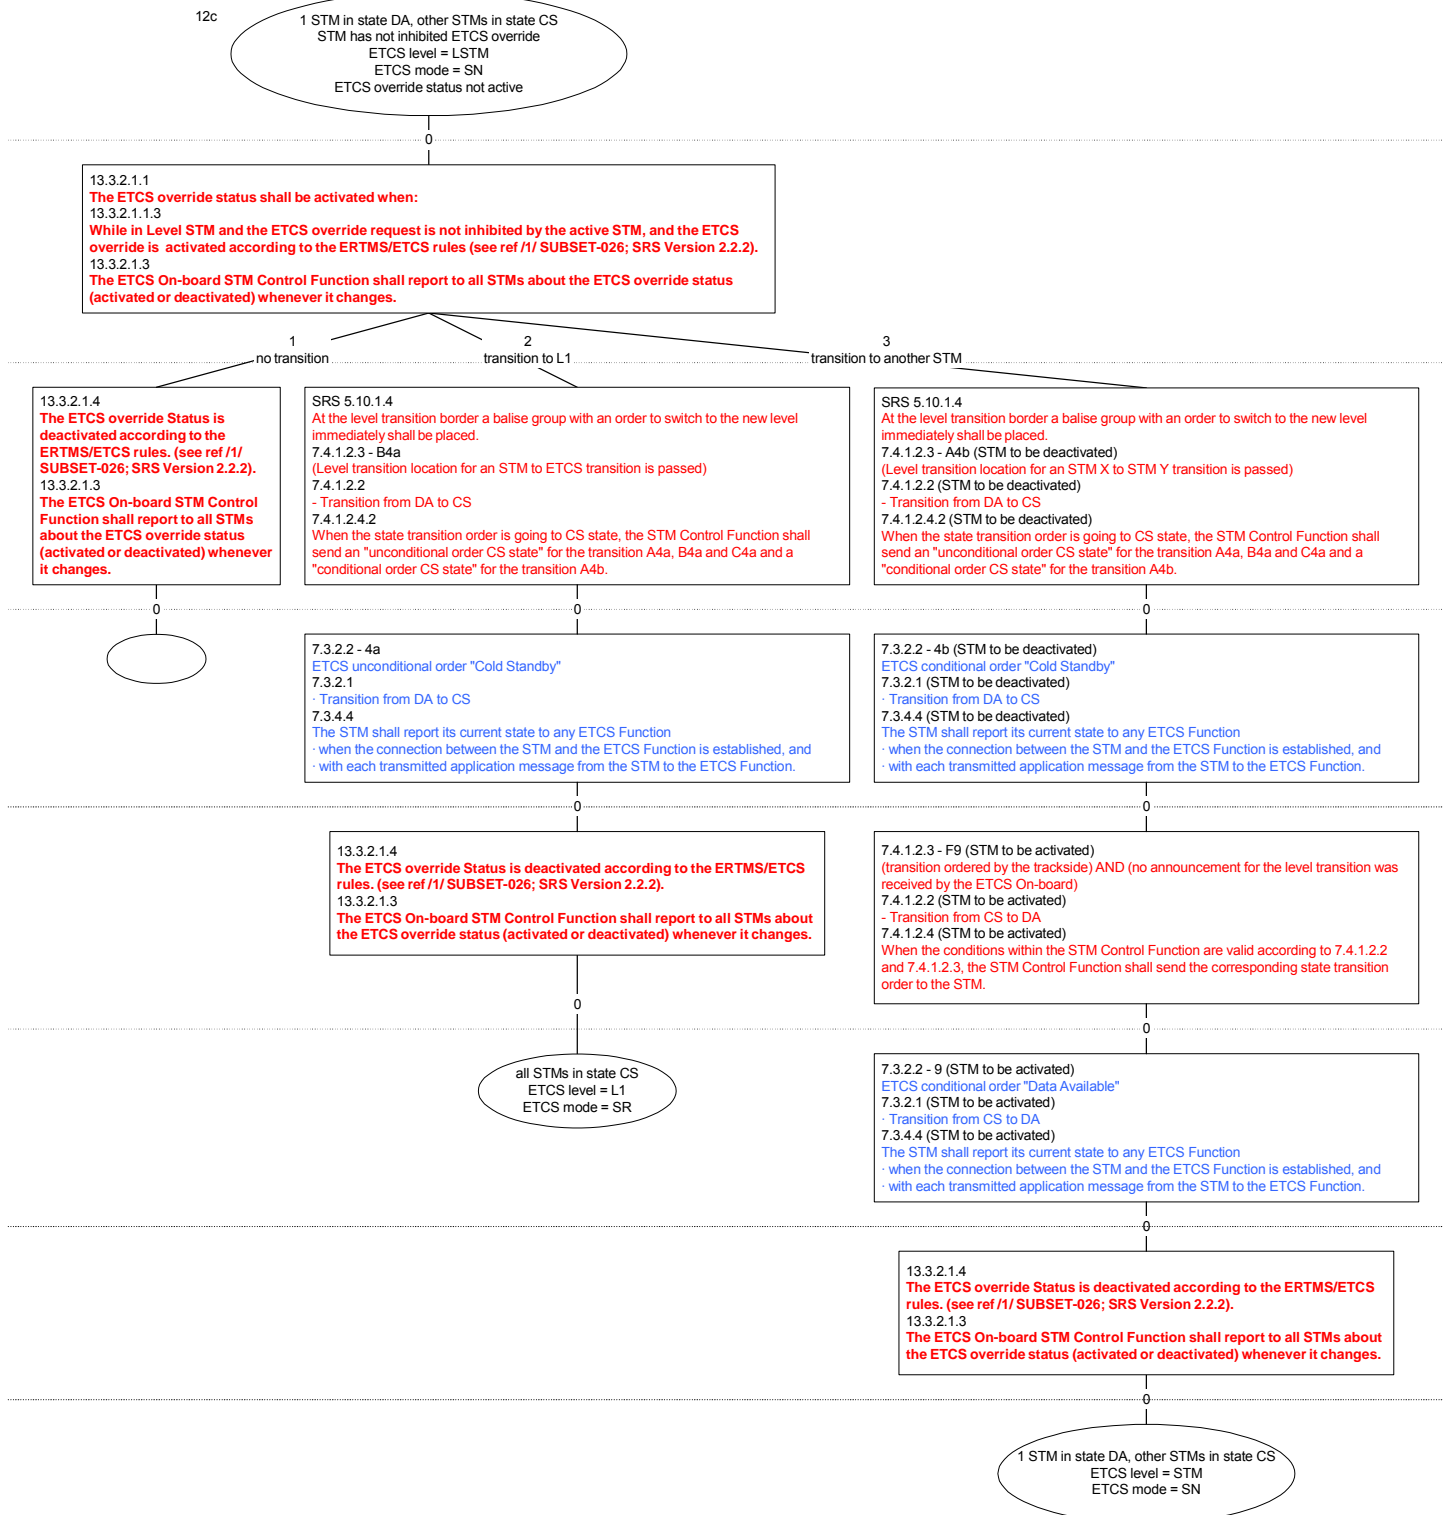 12c
1 STM in state DA, other STMs in state CS
STM has not inhibited ETCS override
ETCS level = LSTM
ETCS mode = SN
ETCS override status not active
0
13.3.2.1.1
The ETCS override status shall be activated when:
13.3.2.1.1.3
While in Level STM and the ETCS override request is not inhibited by the active STM, and the ETCS
override is activated according to the ERTMS/ETCS rules (see ref /1/ SUBSET-026; SRS Version 2.2.2).
13.3.2.1.3
The ETCS On-board STM Control Function shall report to all STMs about the ETCS override status
(activated or deactivated) whenever it changes.
1
no transition
2
transition to L1
3
transition to another STM
13.3.2.1.4
The ETCS override Status is
deactivated according to the
ERTMS/ETCS rules. (see ref /1/
SUBSET-026; SRS Version 2.2.2).
13.3.2.1.3
The ETCS On-board STM Control
Function shall report to all STMs
about the ETCS override status
(activated or deactivated) whenever
it changes.
0
SRS 5.10.1.4
At the level transition border a balise group with an order to switch to the new level
immediately shall be placed.
7.4.1.2.3 - B4a
(Level transition location for an STM to ETCS transition is passed)
7.4.1.2.2
- Transition from DA to CS
7.4.1.2.4.2
When the state transition order is going to CS state, the STM Control Function shall
send an "unconditional order CS state" for the transition A4a, B4a and C4a and a
"conditional order CS state" for the transition A4b.
0
7.3.2.2 - 4a
ETCS unconditional order "Cold Standby"
7.3.2.1
· Transition from DA to CS
7.3.4.4
The STM shall report its current state to any ETCS Function
· when the connection between the STM and the ETCS Function is established, and
· with each transmitted application message from the STM to the ETCS Function.
0
13.3.2.1.4
The ETCS override Status is deactivated according to the ERTMS/ETCS
rules. (see ref /1/ SUBSET-026; SRS Version 2.2.2).
13.3.2.1.3
The ETCS On-board STM Control Function shall report to all STMs about
the ETCS override status (activated or deactivated) whenever it changes.
0
all STMs in state CS
ETCS level = L1
ETCS mode = SR
SRS 5.10.1.4
At the level transition border a balise group with an order to switch to the new level
immediately shall be placed.
7.4.1.2.3 - A4b (STM to be deactivated)
(Level transition location for an STM X to STM Y transition is passed)
7.4.1.2.2 (STM to be deactivated)
- Transition from DA to CS
7.4.1.2.4.2 (STM to be deactivated)
When the state transition order is going to CS state, the STM Control Function shall
send an "unconditional order CS state" for the transition A4a, B4a and C4a and a
"conditional order CS state" for the transition A4b.
0
7.3.2.2 - 4b (STM to be deactivated)
ETCS conditional order "Cold Standby"
7.3.2.1 (STM to be deactivated)
· Transition from DA to CS
7.3.4.4 (STM to be deactivated)
The STM shall report its current state to any ETCS Function
· when the connection between the STM and the ETCS Function is established, and
· with each transmitted application message from the STM to the ETCS Function.
0
7.4.1.2.3 - F9 (STM to be activated)
(transition ordered by the trackside) AND (no announcement for the level transition was
received by the ETCS On-board)
7.4.1.2.2 (STM to be activated)
- Transition from CS to DA
7.4.1.2.4 (STM to be activated)
When the conditions within the STM Control Function are valid according to 7.4.1.2.2
and 7.4.1.2.3, the STM Control Function shall send the corresponding state transition
order to the STM.
0
7.3.2.2 - 9 (STM to be activated)
ETCS conditional order "Data Available"
7.3.2.1 (STM to be activated)
· Transition from CS to DA
7.3.4.4 (STM to be activated)
The STM shall report its current state to any ETCS Function
· when the connection between the STM and the ETCS Function is established, and
· with each transmitted application message from the STM to the ETCS Function.
0
13.3.2.1.4
The ETCS override Status is deactivated according to the ERTMS/ETCS
rules. (see ref /1/ SUBSET-026; SRS Version 2.2.2).
13.3.2.1.3
The ETCS On-board STM Control Function shall report to all STMs about
the ETCS override status (activated or deactivated) whenever it changes.
0
1 STM in state DA, other STMs in state CS
ETCS level = STM
ETCS mode = SN